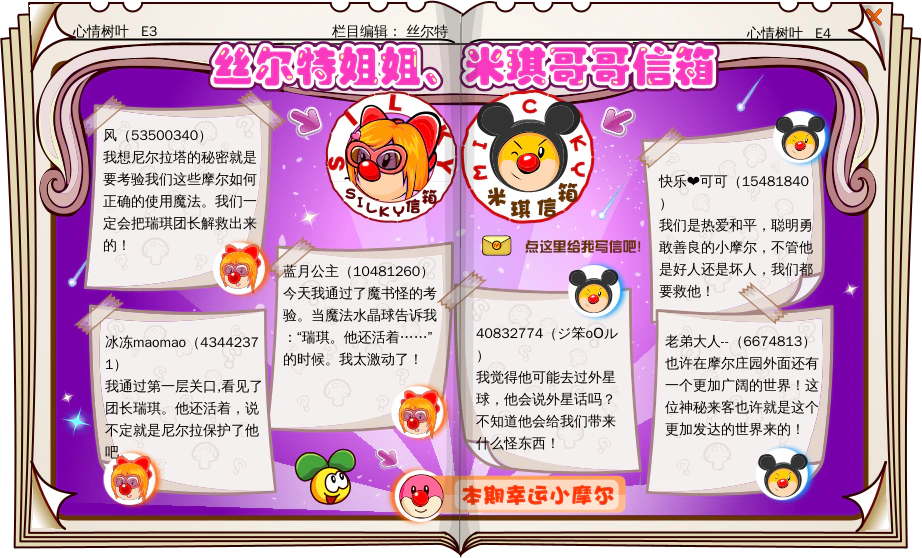 心情树叶 E3
栏目编辑： 丝尔特
心情树叶 E4
丝尔特姐姐、米琪哥哥信箱
风（53500340）
我想尼尔拉塔的秘密就是
要考验我们这些摩尔如何
正确的使用魔法。我们一
定会把瑞琪团长解救出来
的！
冰冻maomao（4344237
1）
我通过第一层关口,看见了
团长瑞琪。他还活着，说
不定就是尼尔拉保护了他
吧
SILKY
SILKY信箱
蓝月公主（10481260）
今天我通过了魔书怪的考
验。当魔法水晶球告诉我
：“瑞琪。他还活着……”
的时候。我太激动了！
MICKY
米琪信箱
点这里给我写信吧!
40832774（ジ笨oOル
）
我觉得他可能去过外星
球，他会说外星话吗？
不知道他会给我们带来
什么怪东西！
快乐❤可可（15481840
）
我们是热爱和平，聪明勇
敢善良的小摩尔，不管他
是好人还是坏人，我们都
要救他！
老弟大人--（6674813）
也许在摩尔庄园外面还有
一个更加广阔的世界！这
位神秘来客也许就是这个
更加发达的世界来的！
本期幸运小摩尔